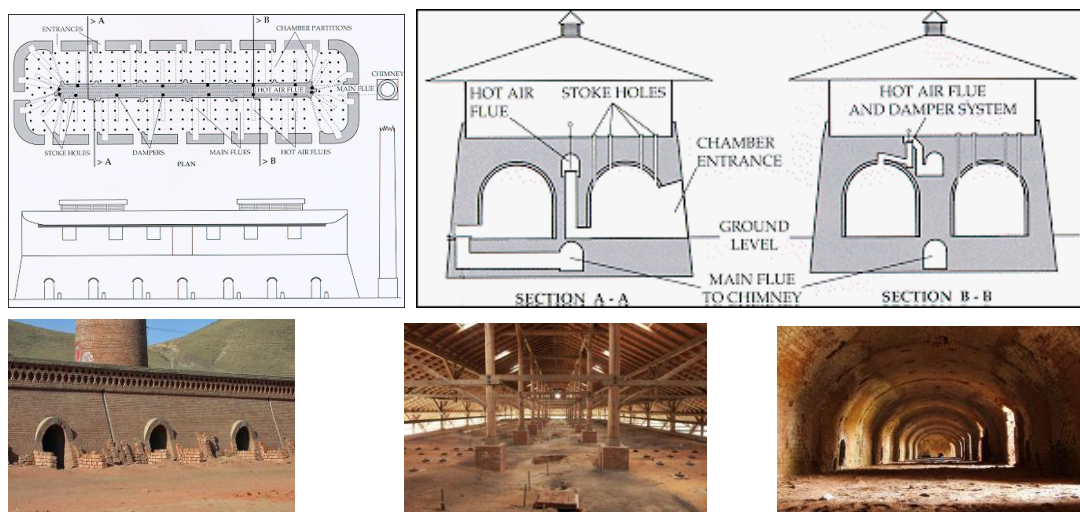 > A
> B
ENTRANCES
CHAMBER PARTITIONS
CHIMNEY
HOT AIR FLUE
MAIN FLUE
STOKE HOLES
> A
DAMPERS
MAIN FLUES
> B
HOT AIR FLUES
PLAN
HOT AIR
FLUE
STOKE HOLES
CHAMBER
ENTRANCE
GROUND
LEVEL
MAIN FLUE
TO CHIMNEY
SECTION A - A
HOT AIR FLUE
AND DAMPER SYSTEM
SECTION B - B